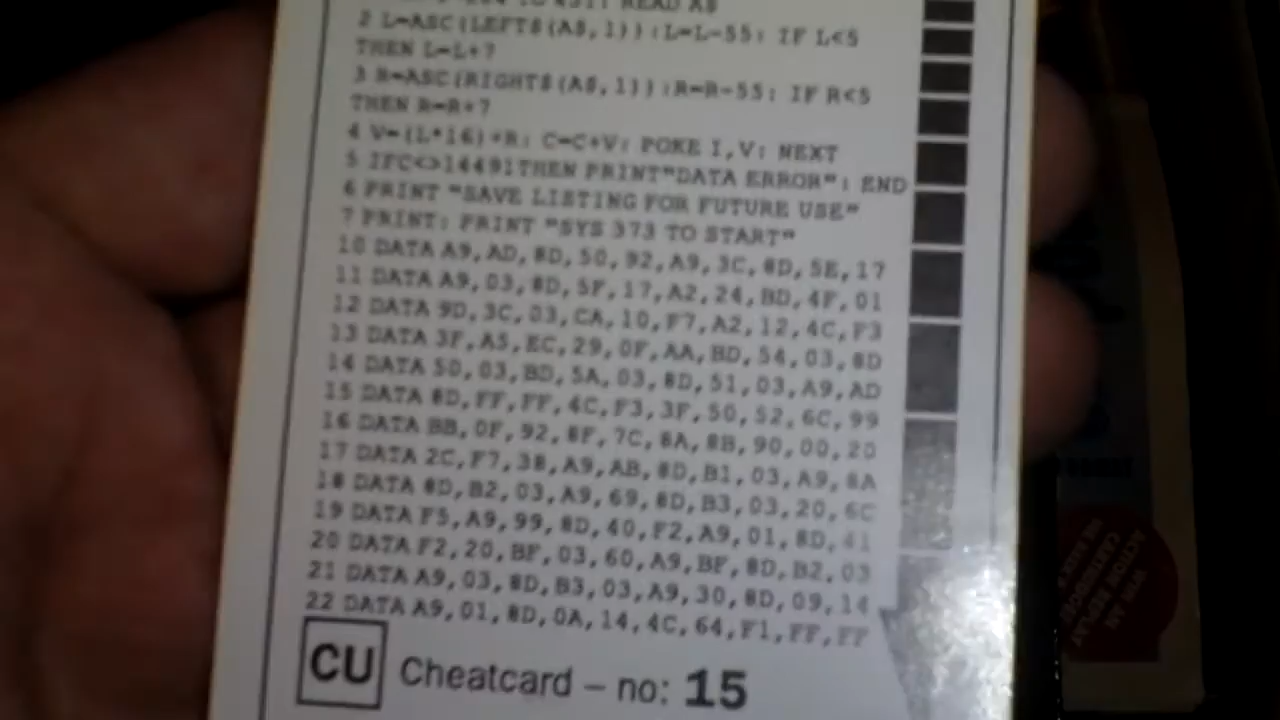 READ A$
2 L=ASC(LEFT$(A$,1)):L=L-55: IF L<5
THEN L=L+7
3 R=ASC(RIGHT$(A$,1)):R=R-55: IF R<5
THEN R=R+7
4 V=(L*16)+R: C=C+V: POKE I,V: NEXT
5 IFC<>14491THEN PRINT"DATA ERROR": END
6 PRINT "SAVE LISTING FOR FUTURE USE"
7 PRINT: PRINT "SYS 373 TO START"
10 DATA A9,AD,8D,50,92,A9,3C,8D,5E,17
11 DATA A9,03,8D,5F,17,A2,24,BD,4F,01
12 DATA 9D,3C,03,CA,10,F7,A2,12,4C,F3
13 DATA 3F,A5,EC,29,0F,AA,BD,54,03,8D
14 DATA 50,03,BD,5A,03,8D,51,03,A9,AD
15 DATA 8D,FF,FF,4C,F3,3F,50,52,6C,99
16 DATA BB,0F,92,8F,7C,8A,8B,90,00,20
17 DATA 2C,F7,38,A9,AB,8D,B1,03,A9,8A
18 DATA 8D,B2,03,A9,69,8D,B3,03,20,6C
19 DATA F5,A9,99,8D,40,F2,A9,01,8D,41
20 DATA F2,20,BF,03,60,A9,BF,8D,B2,03
21 DATA A9,03,8D,B3,03,A9,30,8D,09,14
22 DATA A9,01,8D,0A,14,4C,64,F1,FF,FF
CU Cheatcard – no: 15
WITH AN
ACTION REPLAY
CARTRIDGE